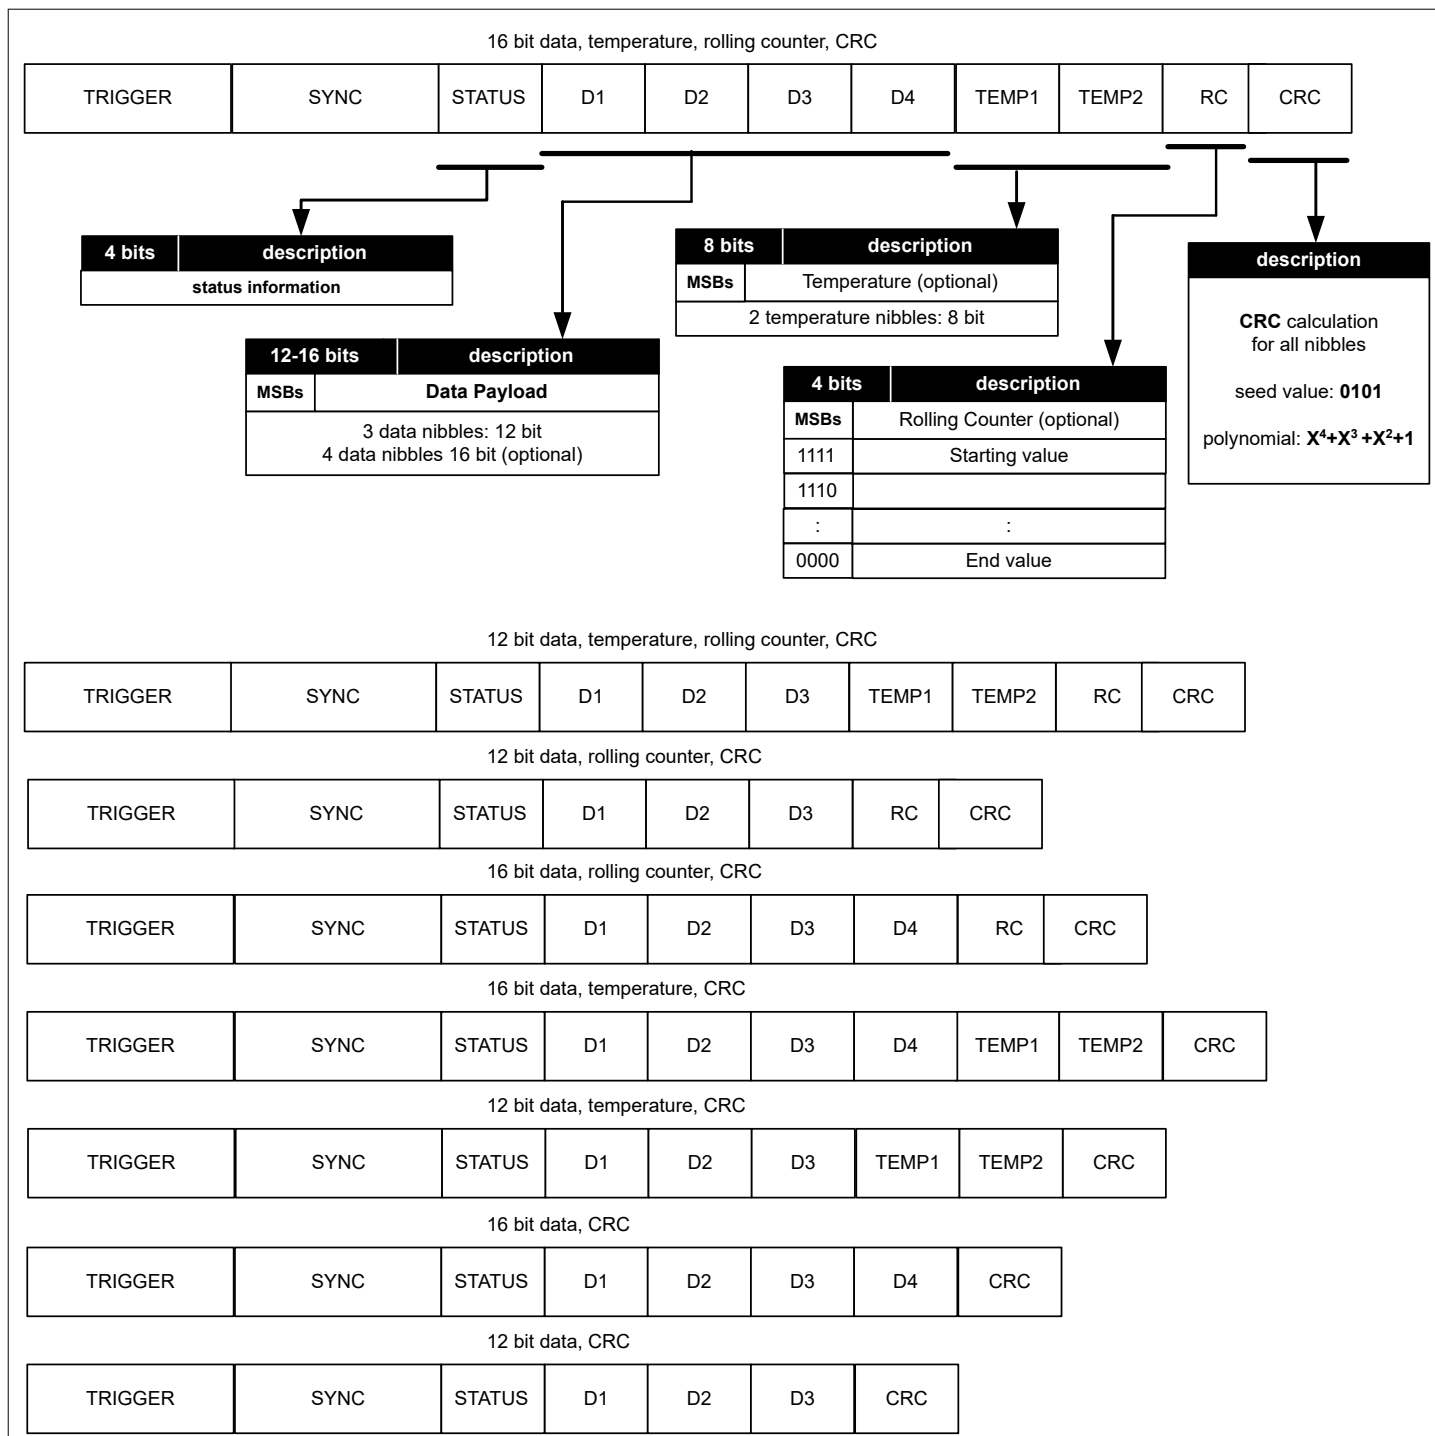 16 bit data, temperature, rolling counter, CRC
TRIGGER SYNC STATUS D1 D2 D3 D4 TEMP1 TEMP2 RC CRC
4 bits description
status information
12-16 bits description
MSBs Data Payload
3 data nibbles: 12 bit
4 data nibbles 16 bit (optional)
8 bits description
MSBs Temperature (optional)
2 temperature nibbles: 8 bit
4 bits description
MSBs Rolling Counter (optional)
1111 Starting value
1110
: :
0000 End value
description
CRC calculation
for all nibbles
seed value: 0101
polynomial: X⁴+X³ +X²+1
12 bit data, temperature, rolling counter, CRC
TRIGGER SYNC STATUS D1 D2 D3 TEMP1 TEMP2 RC CRC
12 bit data, rolling counter, CRC
TRIGGER SYNC STATUS D1 D2 D3 RC CRC
16 bit data, rolling counter, CRC
TRIGGER SYNC STATUS D1 D2 D3 D4 RC CRC
16 bit data, temperature, CRC
TRIGGER SYNC STATUS D1 D2 D3 D4 TEMP1 TEMP2 CRC
12 bit data, temperature, CRC
TRIGGER SYNC STATUS D1 D2 D3 TEMP1 TEMP2 CRC
16 bit data, CRC
TRIGGER SYNC STATUS D1 D2 D3 D4 CRC
12 bit data, CRC
TRIGGER SYNC STATUS D1 D2 D3 CRC